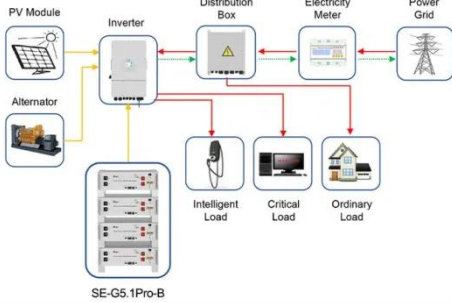 PV Module
Inverter
Distribution
Box
Electricity
Meter
Power
Grid
Alternator
Intelligent
Load
Critical
Load
Ordinary
Load
SE-G5.1Pro-B